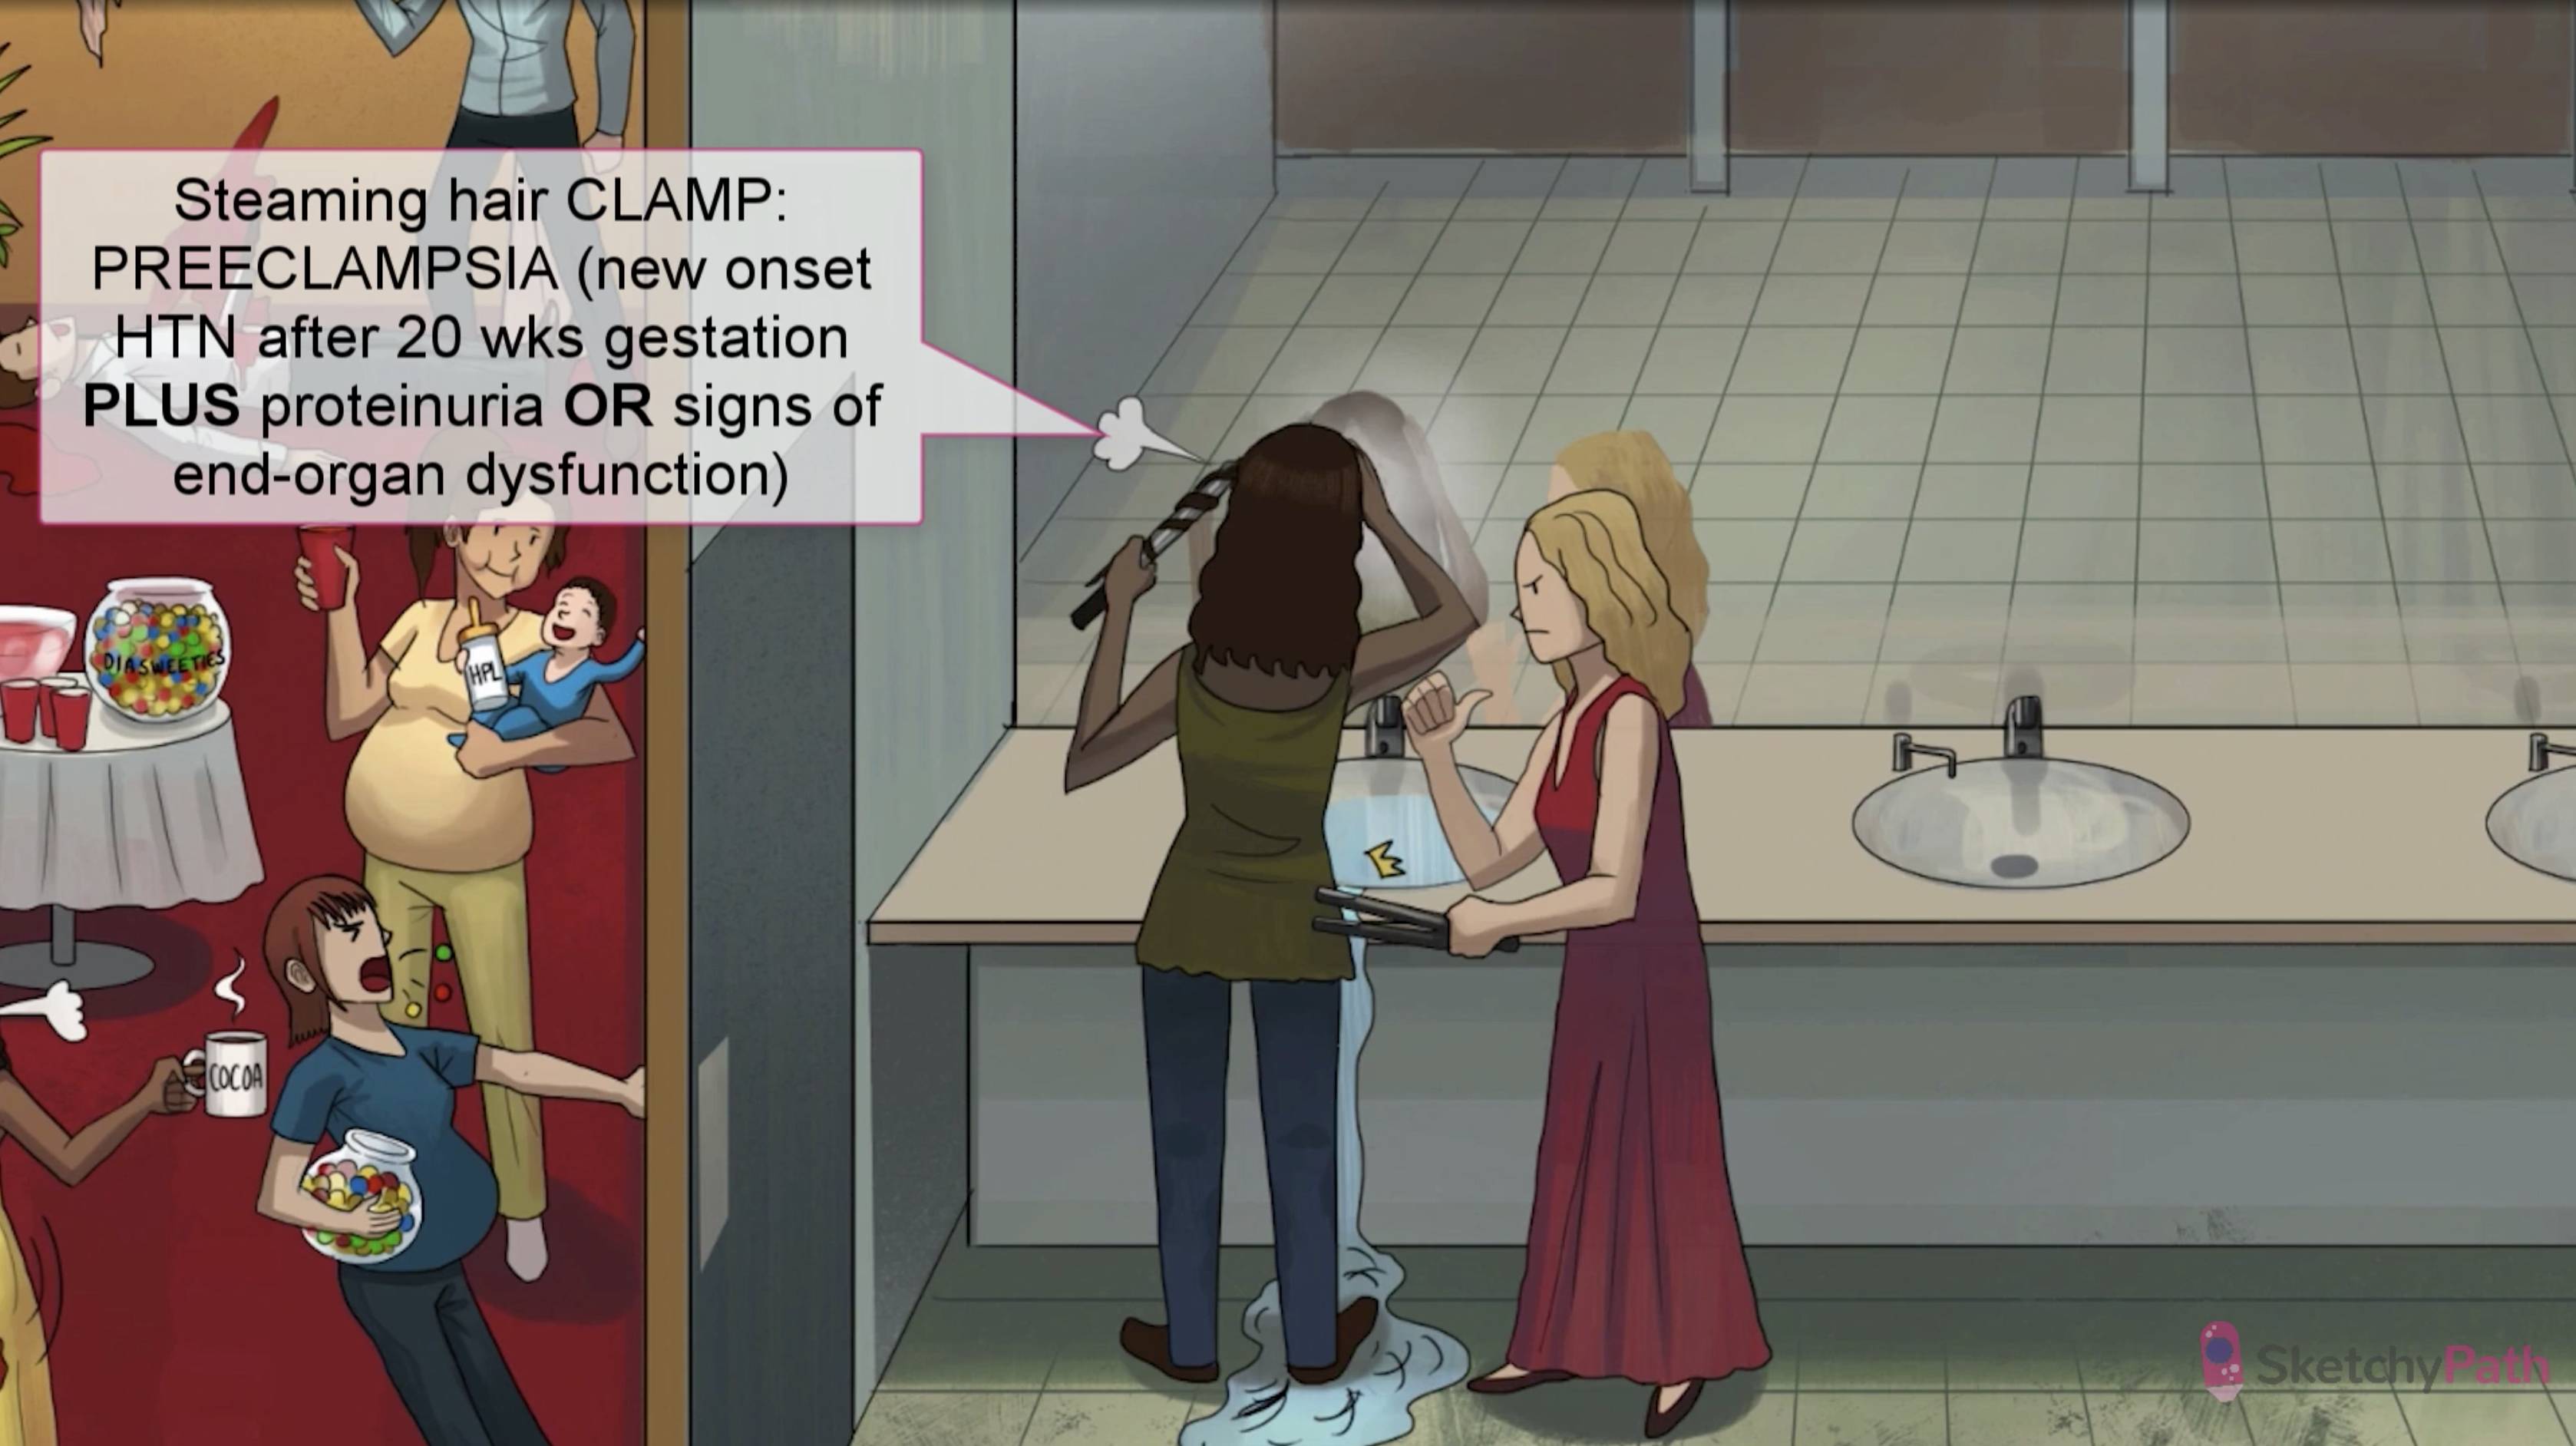 Steaming hair CLAMP:
PREECLAMPSIA (new onset
HTN after 20 wks gestation
PLUS proteinuria OR signs of
end-organ dysfunction)
DIASWEETIES
HPL
COCOA
SketchyPath